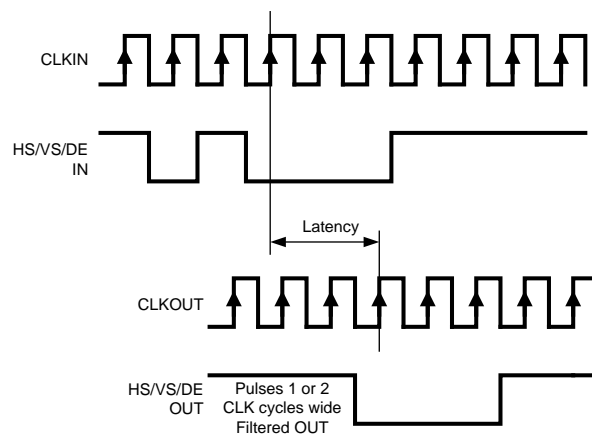 CLKIN
HS/VS/DE
IN
Latency
CLKOUT
HS/VS/DE
OUT
Pulses 1 or 2
CLK cycles wide
Filtered OUT